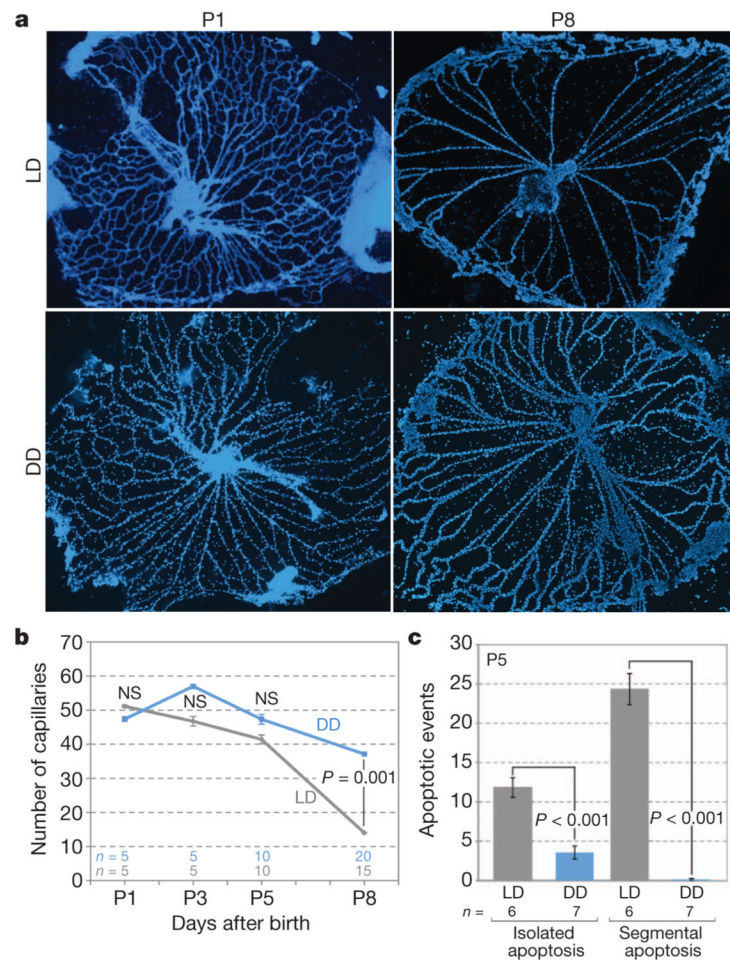 a
P1
P8
LD
DD
b
70
60
50
40
30
20
10
0
Number of capillaries
NS
NS
NS
DD
LD
P = 0.001
n = 5
5
10
20
n = 5
5
10
15
P1
P3
P5
P8
Days after birth
c
30
25
20
15
10
5
0
Apoptotic events
P5
P < 0.001
P < 0.001
LD
DD
LD
DD
n =
6
7
6
7
Isolated
apoptosis
Segmental
apoptosis